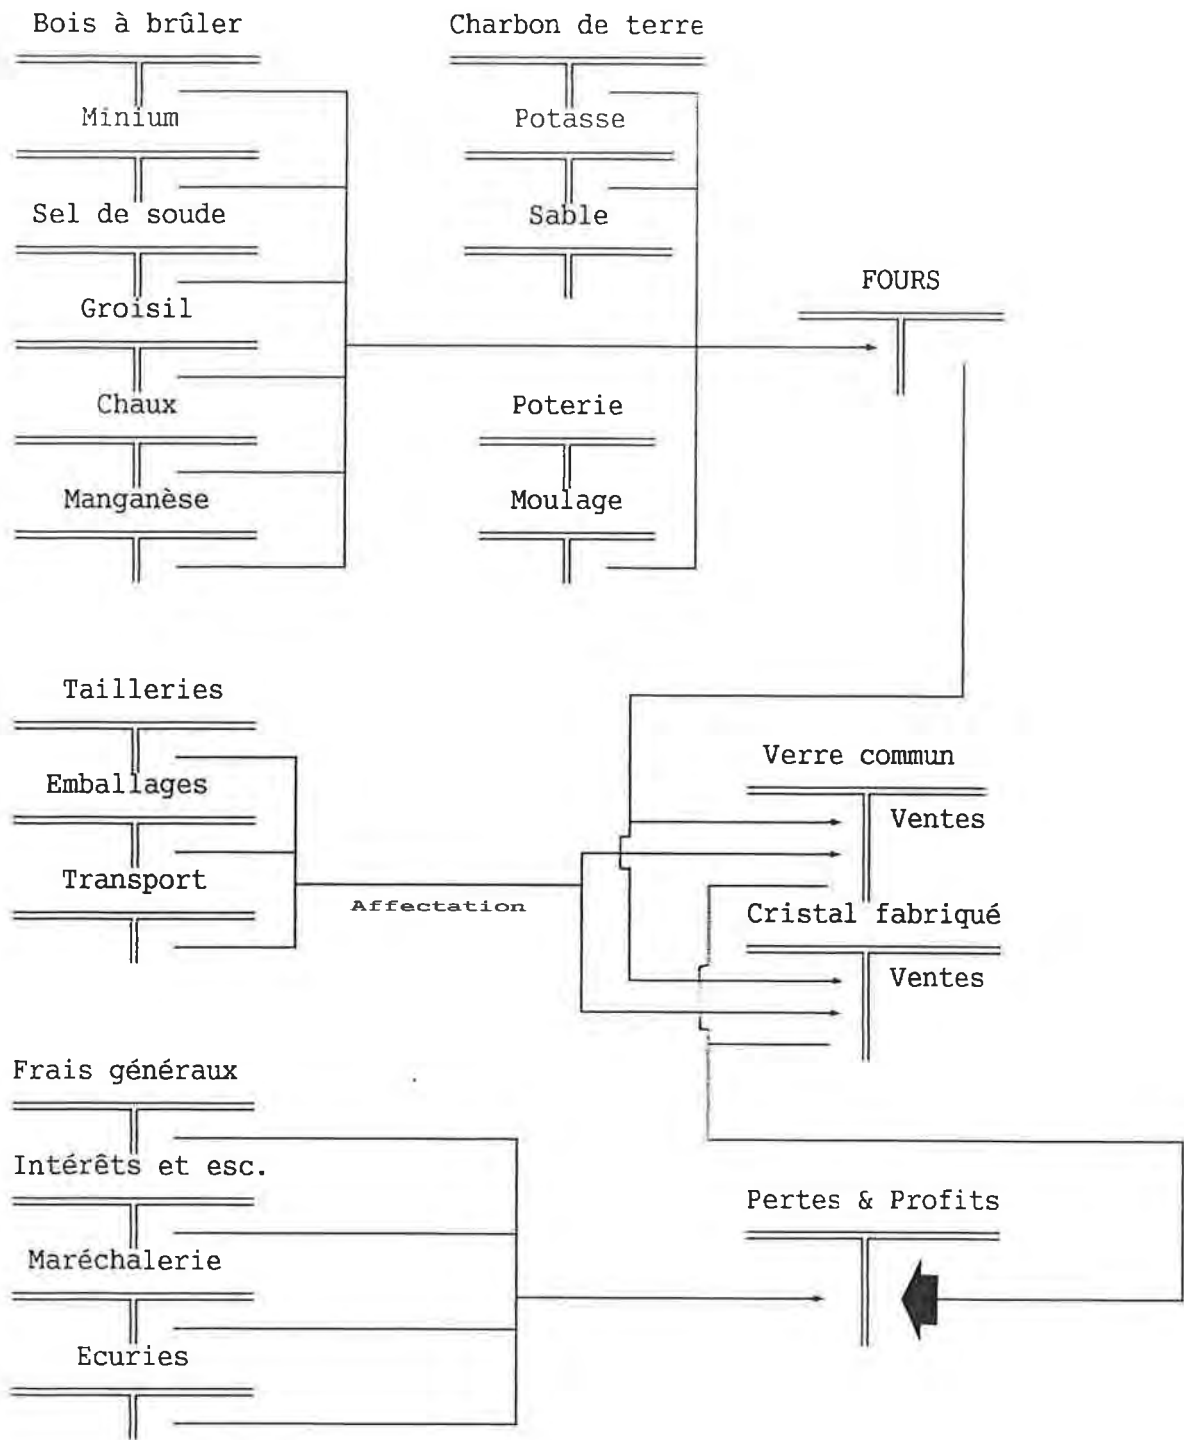 Bois à brûler
Minium
Sel de soude
Groisil
Chaux
Manganèse
Charbon de terre
Potasse
Sable
Poterie
Moulage
FOURS
Tailleries
Emballages
Transport
Affectation
Verre commun
Ventes
Cristal fabriqué
Ventes
Frais généraux
Intérêts et esc.
Maréchalerie
Ecuries
Pertes & Profits